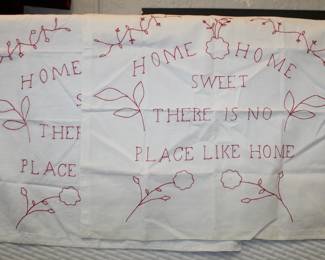 HOME HOME
SWEET
THERE IS NO
PLACE LIKE HOME
HOME
S
THER
PLACE